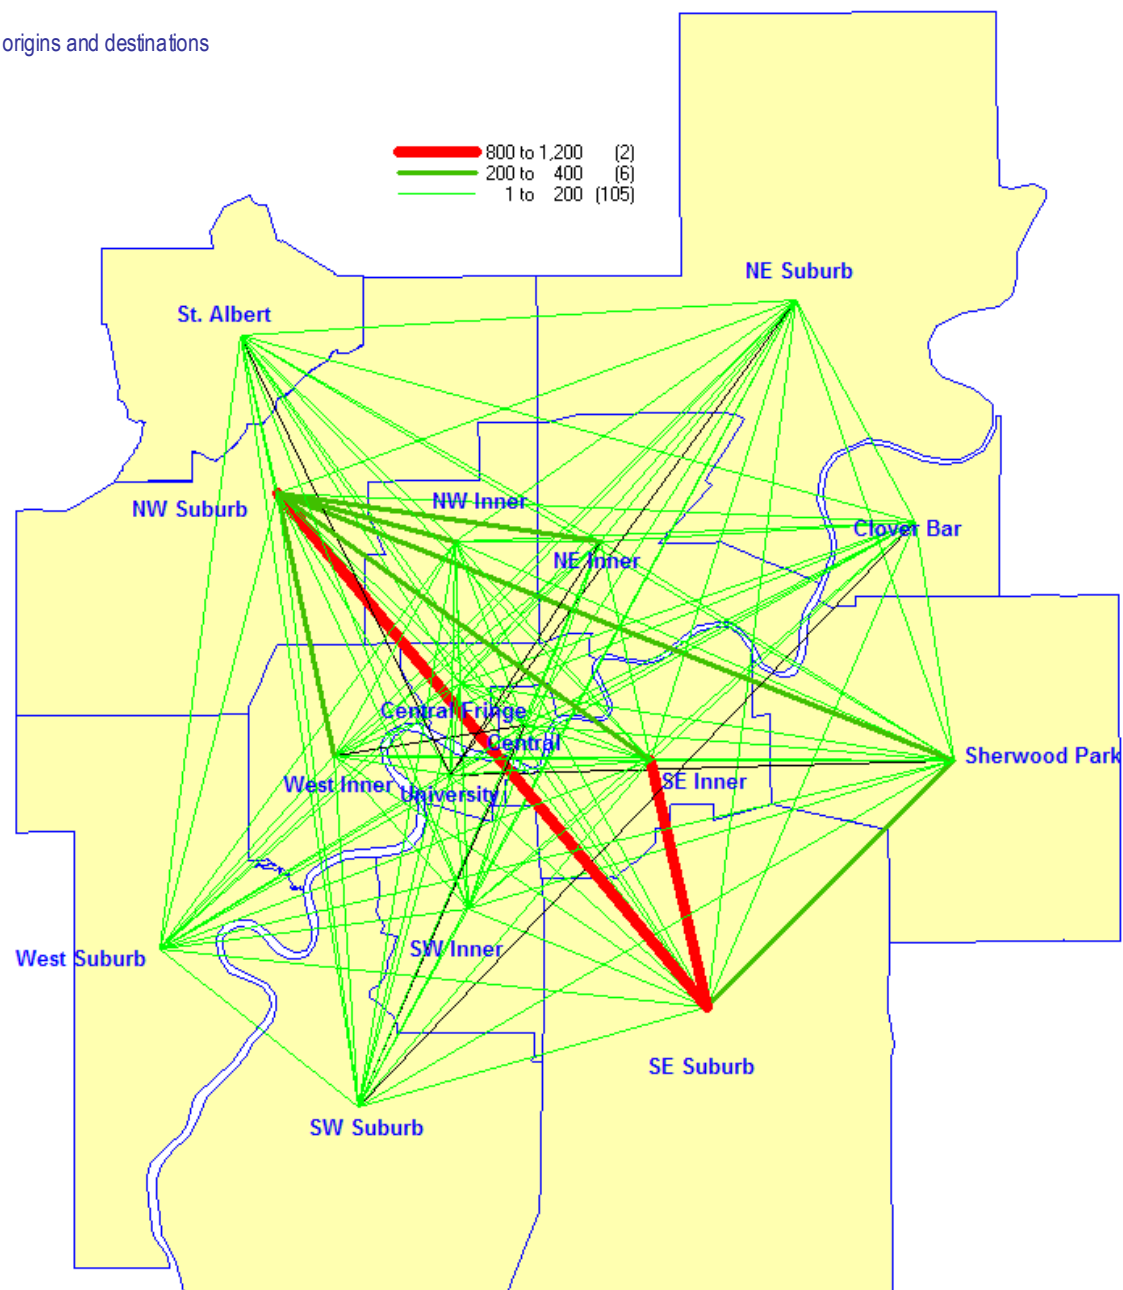 origins and destinations
800 to 1,200 (2)
200 to 400 (6)
1 to 200 (105)
NE Suburb
St. Albert
NW Inner
NW Suburb
Clover Bar
NE Inner
Central Fringe
Central
Sherwood Park
West Inner
University
SE Inner
SW Inner
West Suburb
SE Suburb
SW Suburb